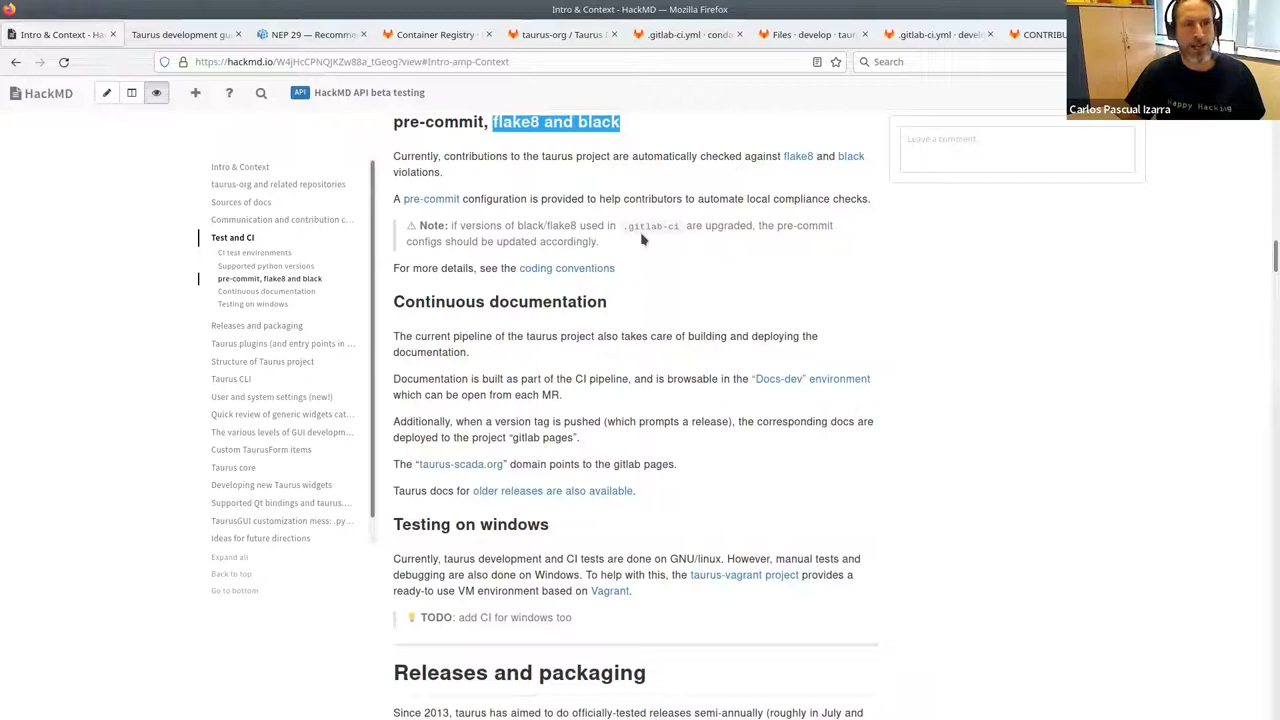 Intro & Context - HackMD — Mozilla Firefox
Intro & Context - Ha
Taurus development gu
NEP 29 — Recomme
Container Registry ·
taurus-org / Taurus
.gitlab-ci.yml · cond
Files · develop · taur
.gitlab-ci.yml · devel
CONTRIBU
https://hackmd.io/W4jHcCPNQJKZw88a_tGeog?view#Intro-amp-Context
Search
HackMD
API HackMD API beta testing
Carlos Pascual Izarra
Happy Hacking
Leave a comment
Intro & Context
taurus-org and related repositories
Sources of docs
Communication and contribution c...
Test and CI
CI test environments
Supported python versions
pre-commit, flake8 and black
Continuous documentation
Testing on windows
Releases and packaging
Taurus plugins (and entry points in ...
Structure of Taurus project
Taurus CLI
User and system settings (new!)
Quick review of generic widgets cat...
The various levels of GUI developm...
Custom TaurusForm items
Taurus core
Developing new Taurus widgets
Supported Qt bindings and taurus....
TaurusGUI customization mess: .py...
Ideas for future directions
Expand all
Back to top
Go to bottom
pre-commit, flake8 and black
Currently, contributions to the taurus project are automatically checked against flake8 and black
violations.
A pre-commit configuration is provided to help contributors to automate local compliance checks.
⚠ Note: if versions of black/flake8 used in .gitlab-ci are upgraded, the pre-commit
configs should be updated accordingly.
For more details, see the coding conventions
Continuous documentation
The current pipeline of the taurus project also takes care of building and deploying the
documentation.
Documentation is built as part of the CI pipeline, and is browsable in the “Docs-dev” environment
which can be open from each MR.
Additionally, when a version tag is pushed (which prompts a release), the corresponding docs are
deployed to the project “gitlab pages”.
The “taurus-scada.org” domain points to the gitlab pages.
Taurus docs for older releases are also available.
Testing on windows
Currently, taurus development and CI tests are done on GNU/linux. However, manual tests and
debugging are also done on Windows. To help with this, the taurus-vagrant project provides a
ready-to use VM environment based on Vagrant.
💡 TODO: add CI for windows too
Releases and packaging
Since 2013, taurus has aimed to do officially-tested releases semi-annually (roughly in July and